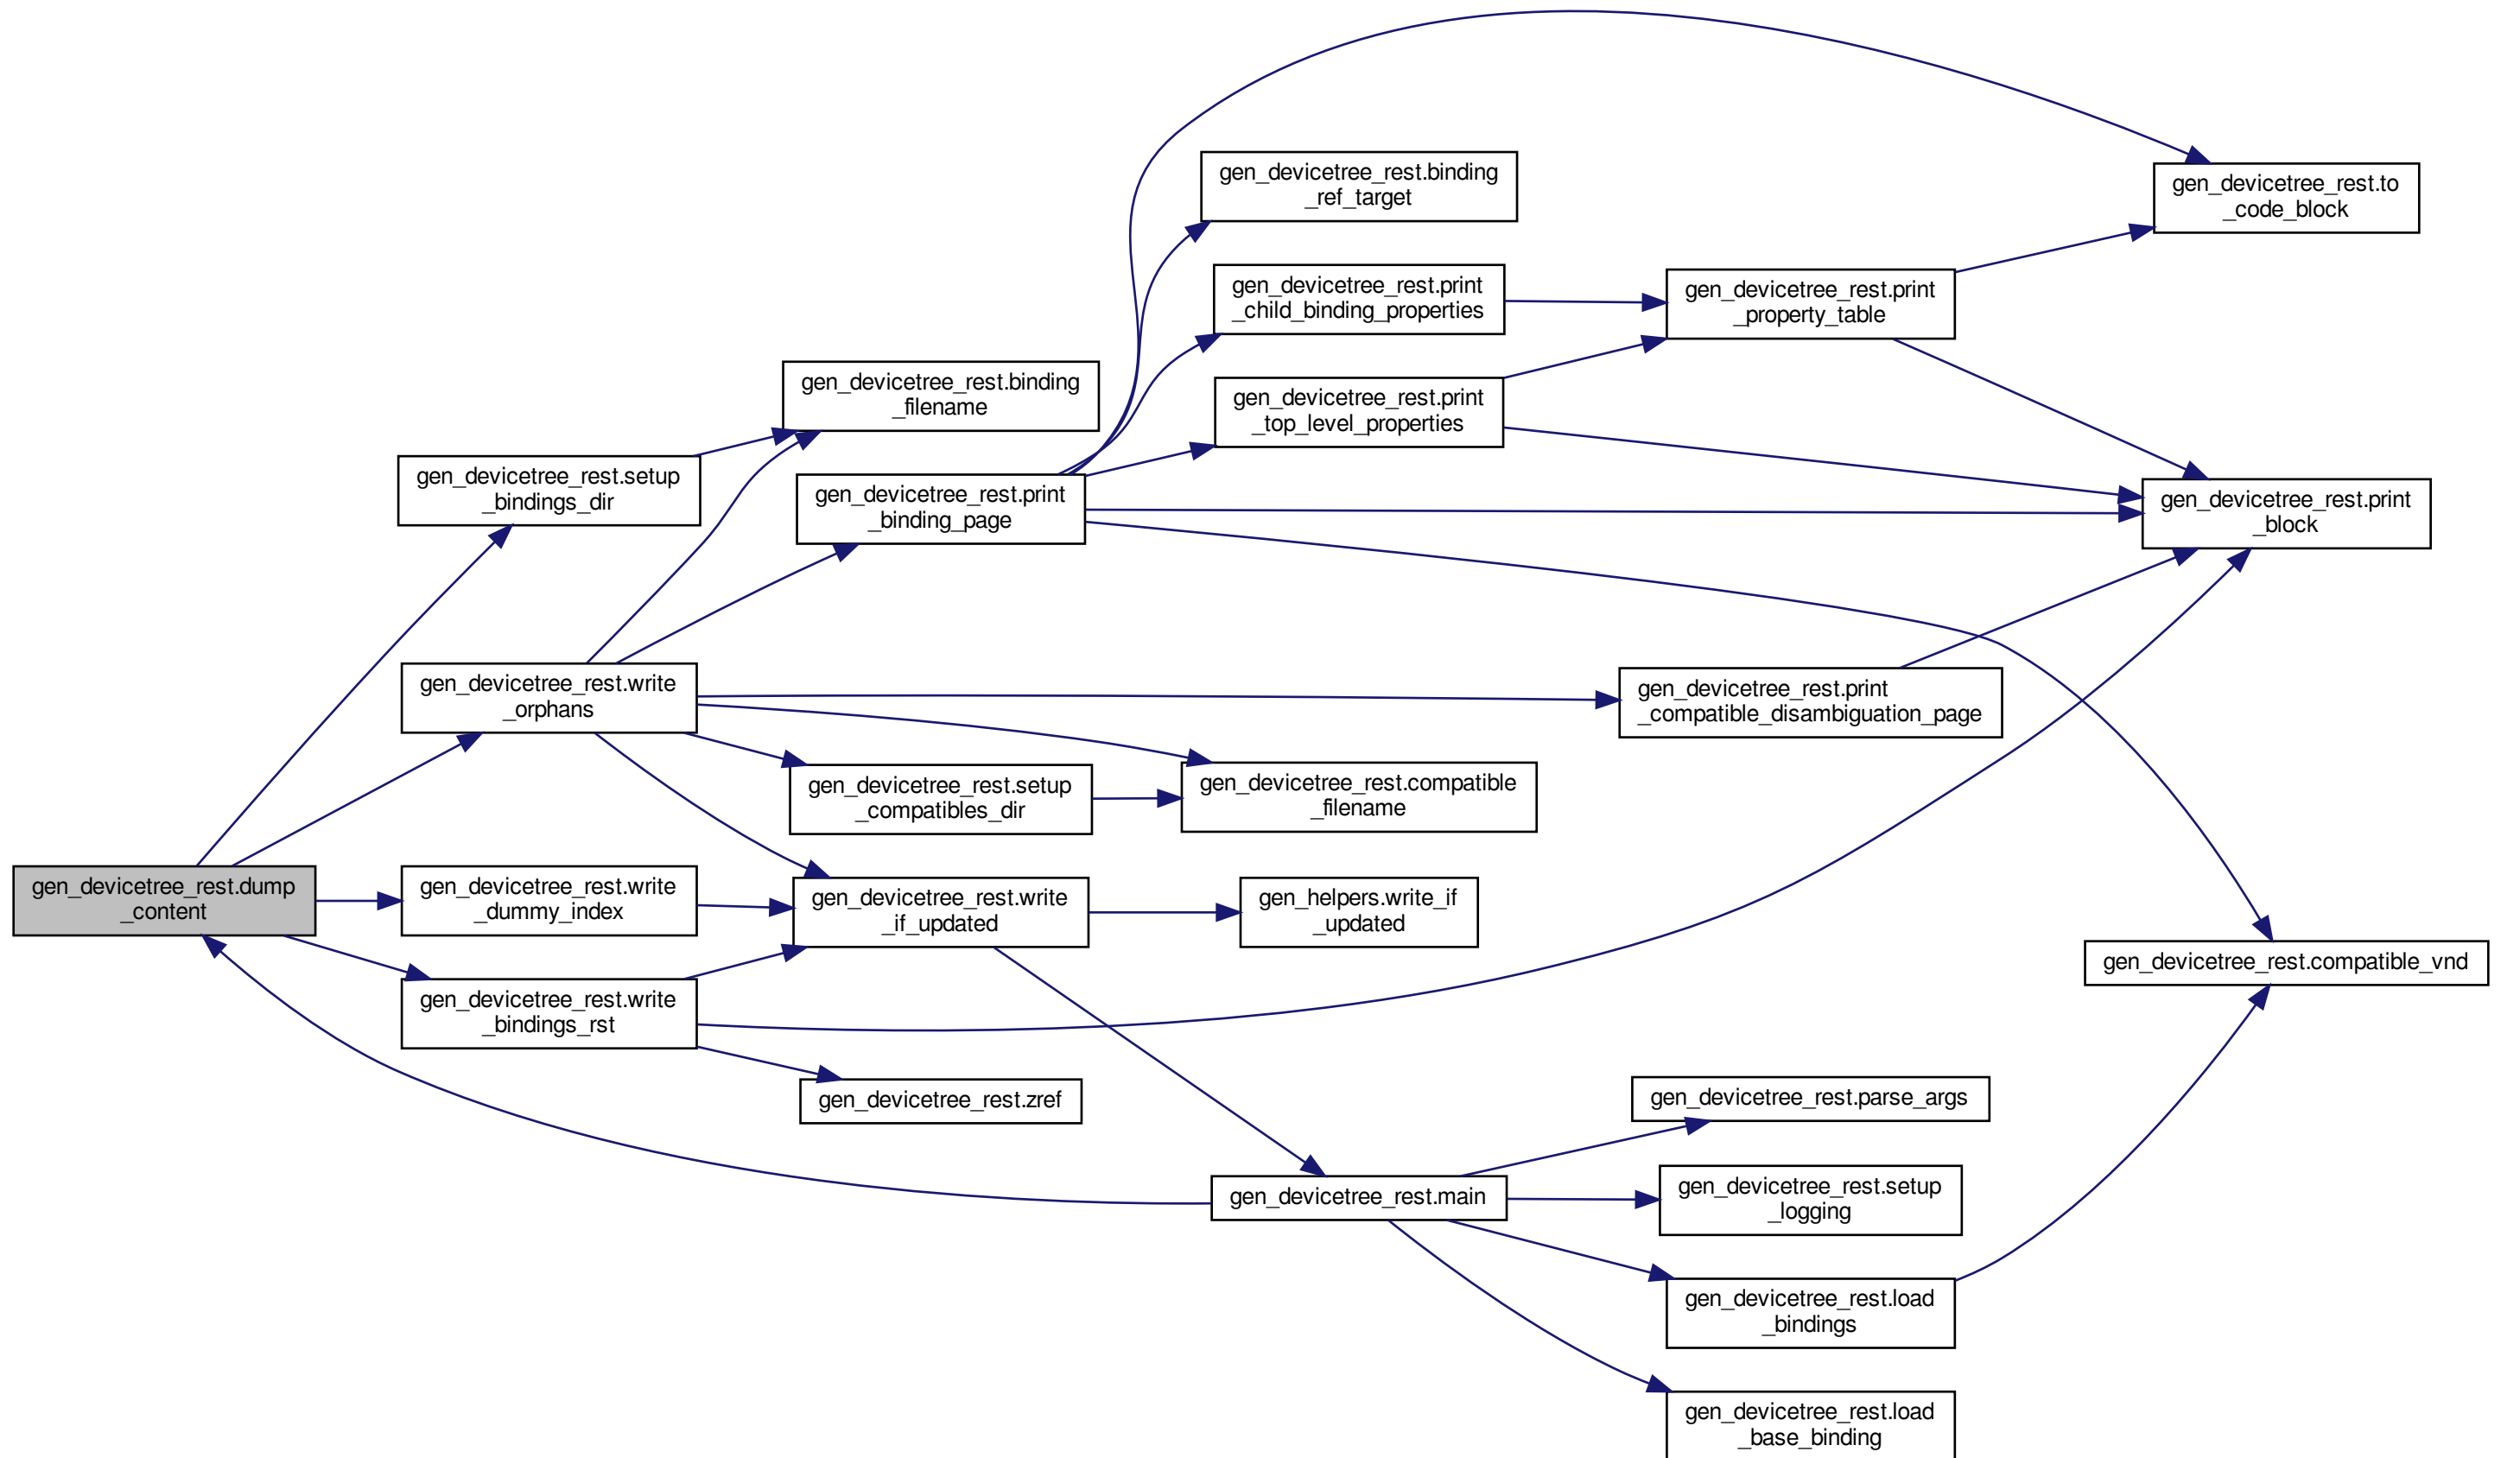 gen_devicetree_rest.dump
_content
gen_devicetree_rest.setup
_bindings_dir
gen_devicetree_rest.write
_orphans
gen_devicetree_rest.write
_dummy_index
gen_devicetree_rest.write
_bindings_rst
gen_devicetree_rest.binding
_filename
gen_devicetree_rest.print
_binding_page
gen_devicetree_rest.setup
_compatibles_dir
gen_devicetree_rest.write
_if_updated
gen_devicetree_rest.zref
gen_devicetree_rest.binding
_ref_target
gen_devicetree_rest.print
_child_binding_properties
gen_devicetree_rest.print
_top_level_properties
gen_devicetree_rest.compatible
_filename
gen_helpers.write_if
_updated
gen_devicetree_rest.main
gen_devicetree_rest.print
_property_table
gen_devicetree_rest.print
_compatible_disambiguation_page
gen_devicetree_rest.parse_args
gen_devicetree_rest.setup
_logging
gen_devicetree_rest.load
_bindings
gen_devicetree_rest.load
_base_binding
gen_devicetree_rest.to
_code_block
gen_devicetree_rest.print
_block
gen_devicetree_rest.compatible_vnd